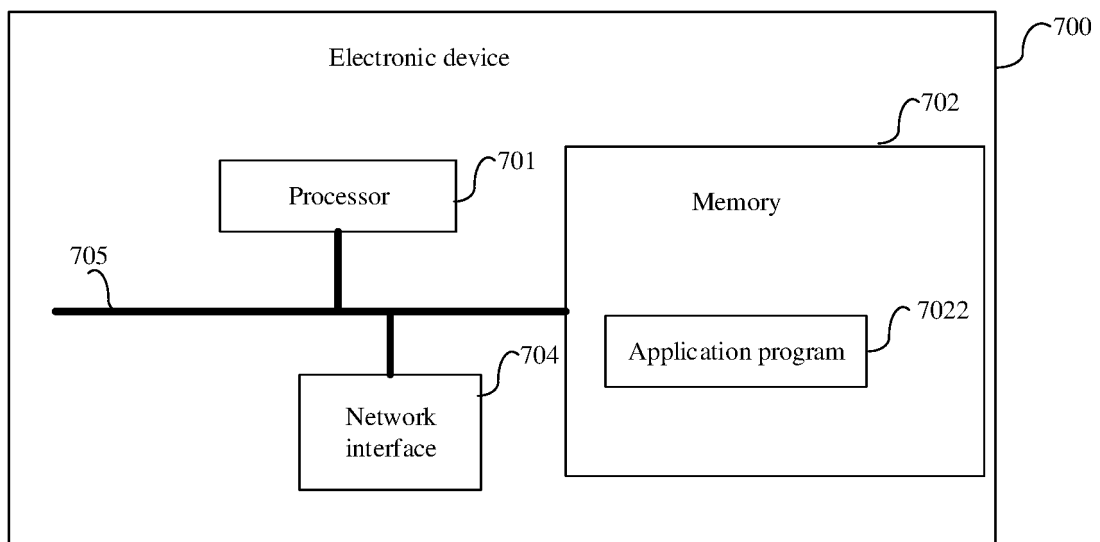 700
Electronic device
702
701
Processor
Memory
705
7022
Application program
704
Network
interface